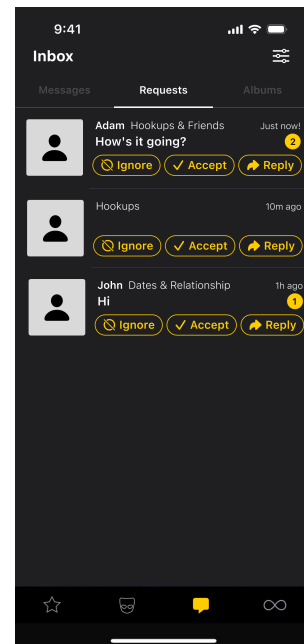 9:41
Inbox
Messages Requests Albums
Adam Hookups & Friends Just now!
How's it going? 2
Ignore Accept Reply
Hookups 10m ago
Ignore Accept Reply
John Dates & Relationship 1h ago
Hi 1
Ignore Accept Reply